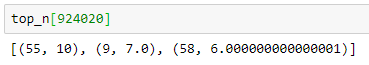 top_n[924020]
[(55, 10), (9, 7.0), (58, 6.000000000000001)]